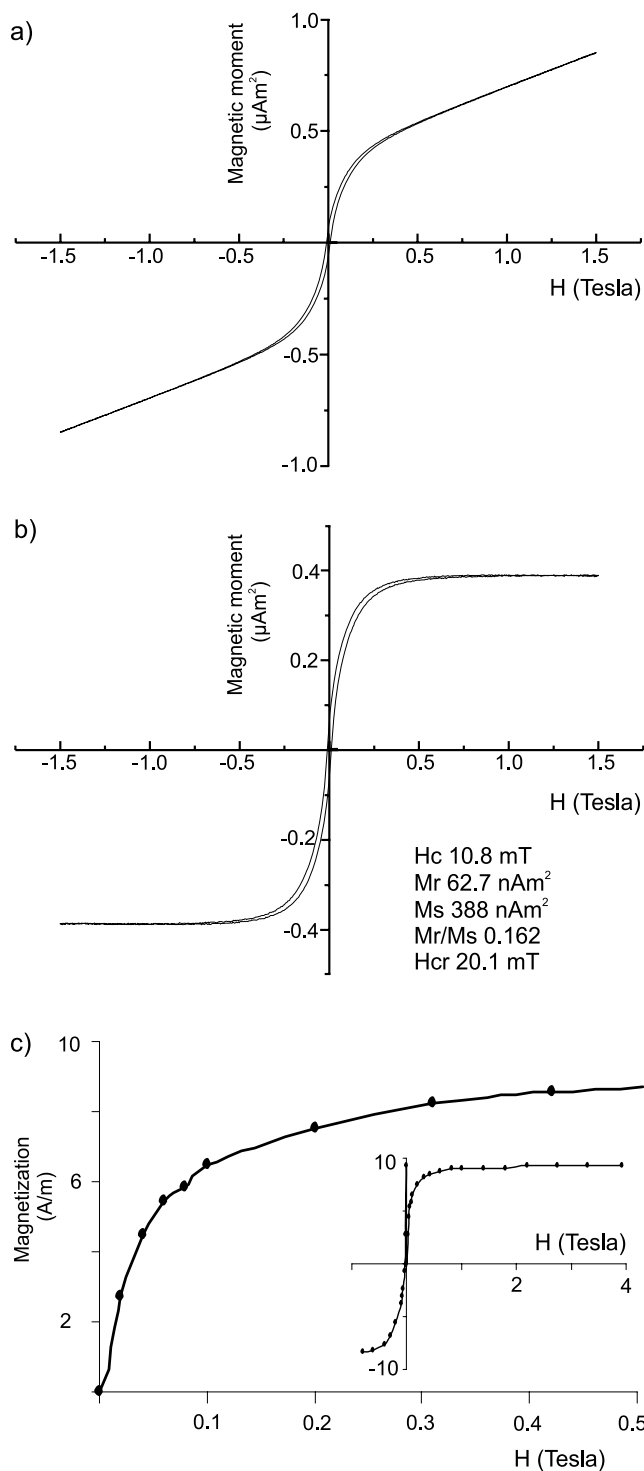 a)
Magnetic moment
(µAm²)
1.0
0.5
-1.5
-1.0
-0.5
0.5
1.0
1.5
H (Tesla)
-0.5
-1.0
b)
Magnetic moment
(µAm²)
0.4
0.2
-1.5
-1.0
-0.5
0.5
1.0
1.5
H (Tesla)
-0.2
-0.4
Hc 10.8 mT
Mr 62.7 nAm²
Ms 388 nAm²
Mr/Ms 0.162
Hcr 20.1 mT
c)
10
6
2
Magnetization
(A/m)
10
H (Tesla)
2
4
-10
0.1
0.2
0.3
0.4
0.5
H (Tesla)